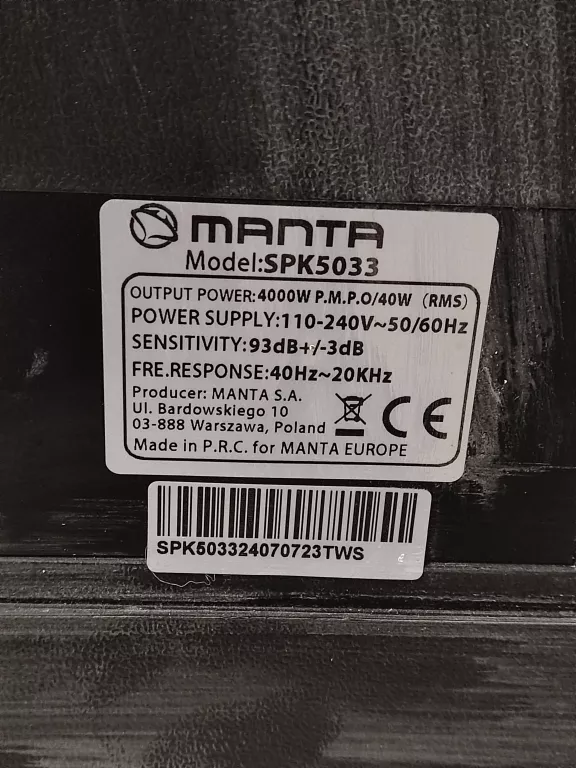 MANTA
Model:SPK5033
OUTPUT POWER:4000W P.M.P.O/40W (RMS)
POWER SUPPLY:110-240V~50/60Hz
SENSITIVITY:93dB+/-3dB
FRE.RESPONSE:40Hz~20KHz
Producer: MANTA S.A.
Ul. Bardowskiego 10
03-888 Warszawa, Poland
CE
Made in P.R.C. for MANTA EUROPE
SPK503324070723TWS